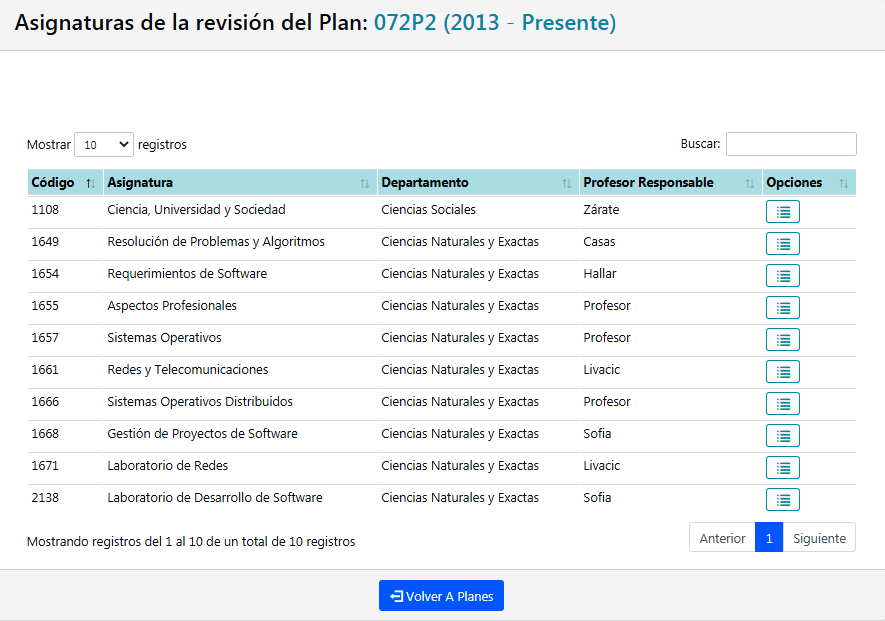 Asignaturas de la revisión del Plan: 072P2 (2013 - Presente)
Mostrar 10 registros Buscar:
Código Asignatura Departamento Profesor Responsable Opciones
1108 Ciencia, Universidad y Sociedad Ciencias Sociales Zárate
1649 Resolución de Problemas y Algoritmos Ciencias Naturales y Exactas Casas
1654 Requerimientos de Software Ciencias Naturales y Exactas Hallar
1655 Aspectos Profesionales Ciencias Naturales y Exactas Profesor
1657 Sistemas Operativos Ciencias Naturales y Exactas Profesor
1661 Redes y Telecomunicaciones Ciencias Naturales y Exactas Livacic
1666 Sistemas Operativos Distribuidos Ciencias Naturales y Exactas Profesor
1668 Gestión de Proyectos de Software Ciencias Naturales y Exactas Sofia
1671 Laboratorio de Redes Ciencias Naturales y Exactas Livacic
2138 Laboratorio de Desarrollo de Software Ciencias Naturales y Exactas Sofia
Mostrando registros del 1 al 10 de un total de 10 registros Anterior 1 Siguiente
Volver A Planes